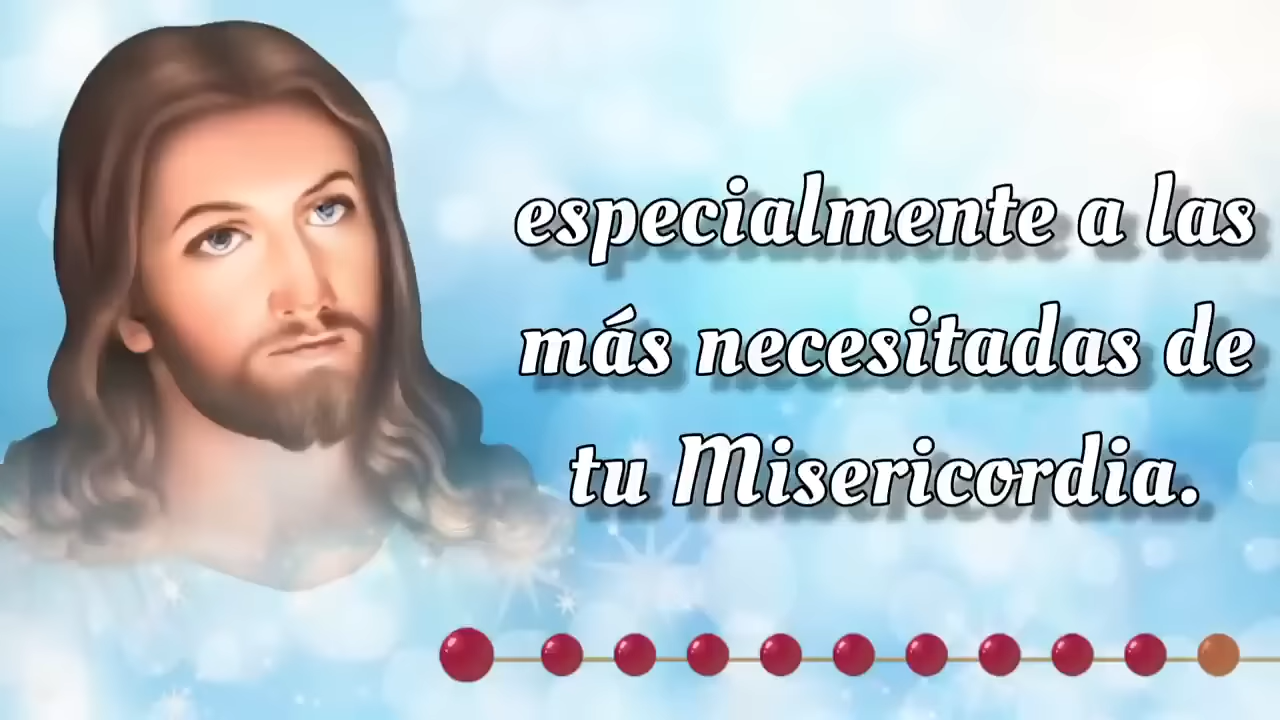 especialmente a las
más necesitadas de
tu Misericordia.